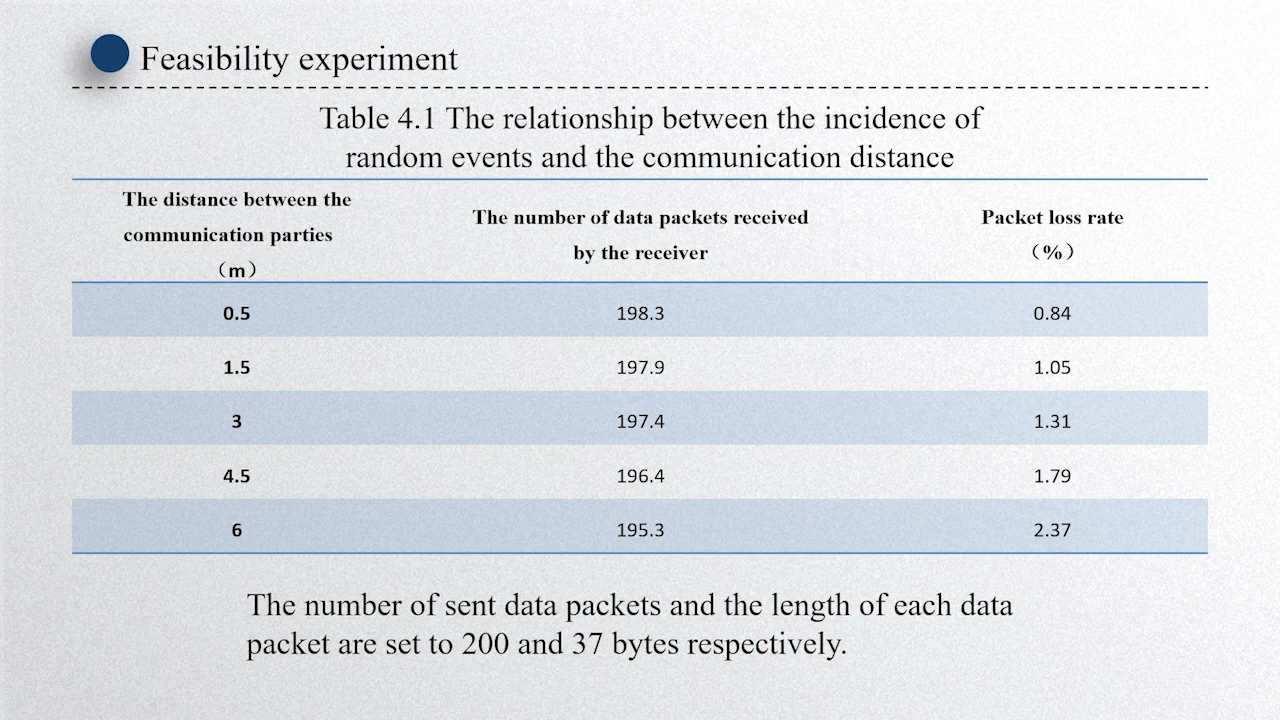 Feasibility experiment
Table 4.1 The relationship between the incidence of
random events and the communication distance
The distance between the
communication parties
（m）
The number of data packets received
by the receiver
Packet loss rate
（%）
0.5 198.3 0.84
1.5 197.9 1.05
3 197.4 1.31
4.5 196.4 1.79
6 195.3 2.37
The number of sent data packets and the length of each data
packet are set to 200 and 37 bytes respectively.